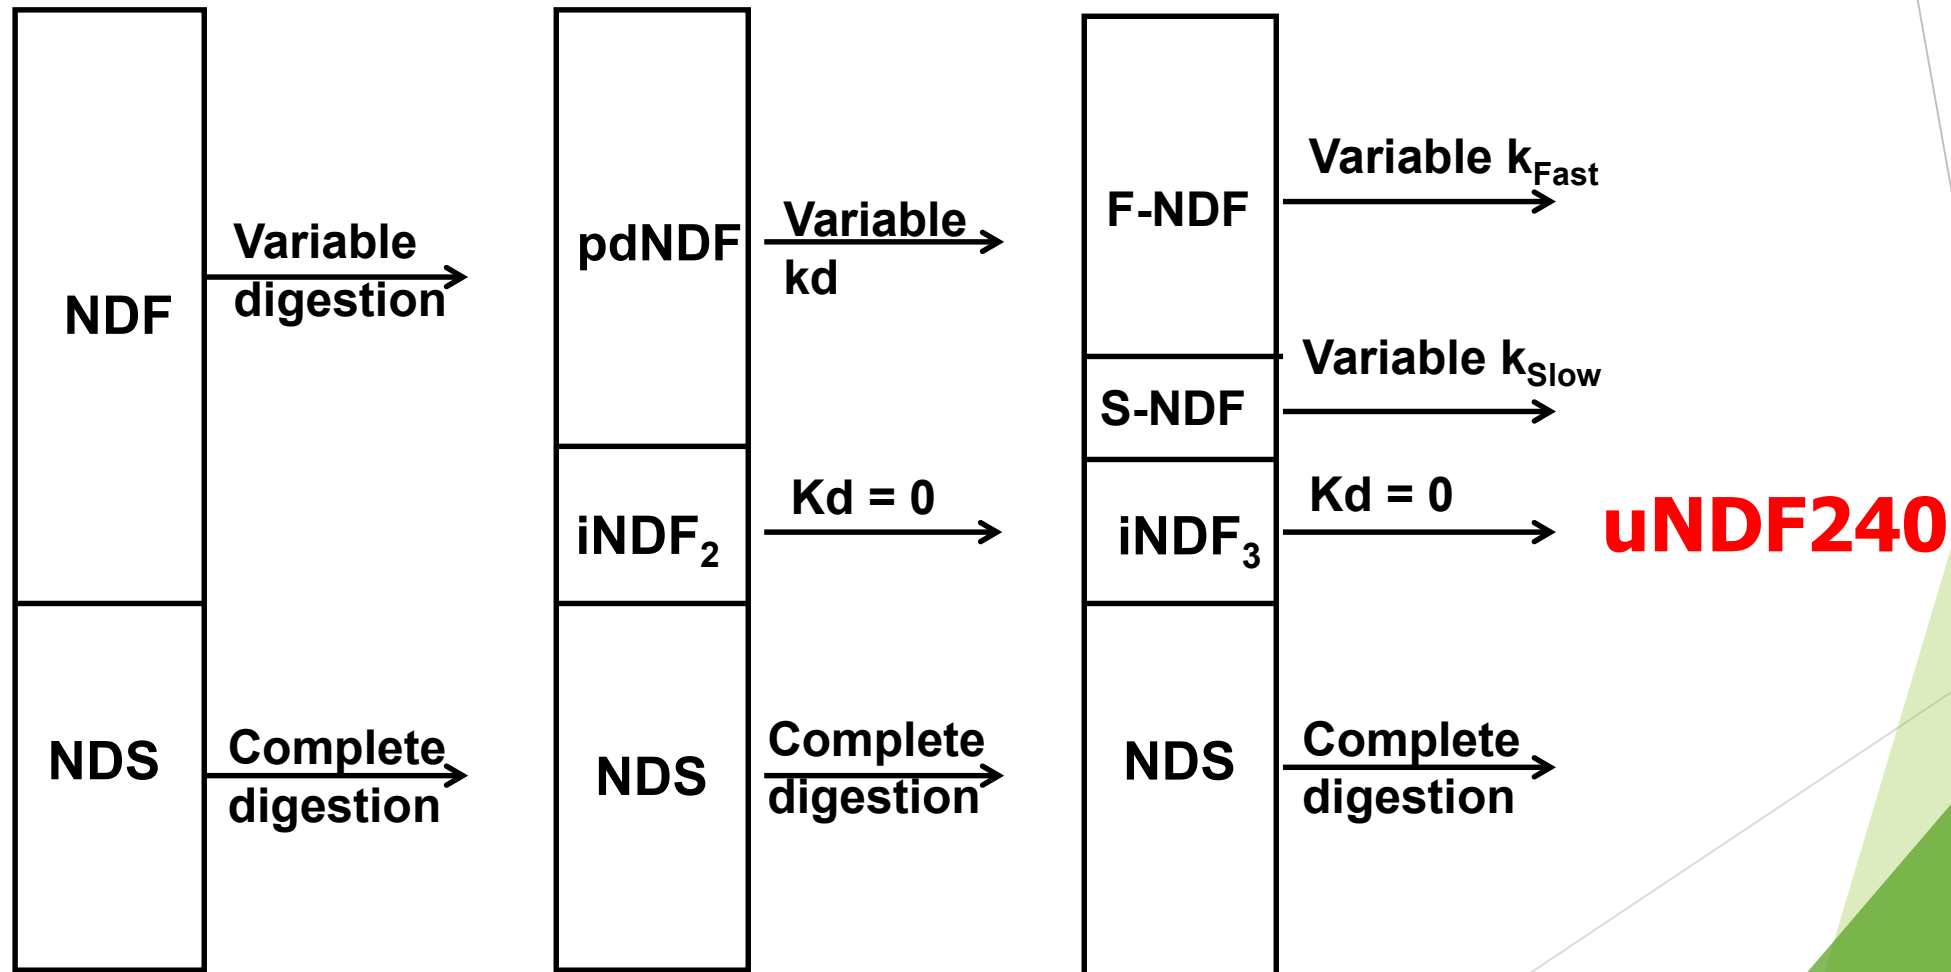 NDF
Variable
digestion
NDS
Complete
digestion
pdNDF
Variable
kd
iNDF2
Kd = 0
NDS
Complete
digestion
F-NDF
Variable kFast
S-NDF
Variable kSlow
iNDF3
Kd = 0
uNDF240
NDS
Complete
digestion